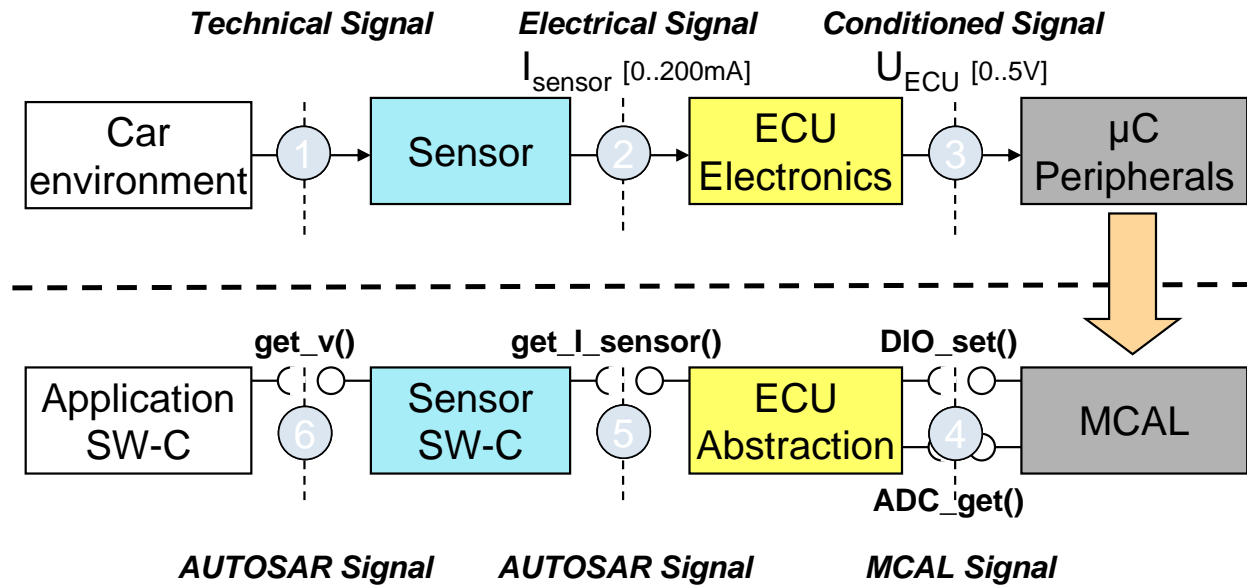 Technical Signal
Electrical Signal
Conditioned Signal
I sensor [0..200mA]
U ECU [0..5V]
Car
environment
1
Sensor
2
ECU
Electronics
3
µC
Peripherals
get_v()
get_I_sensor()
DIO_set()
Application
SW-C
6
Sensor
SW-C
5
ECU
Abstraction
4
MCAL
ADC_get()
AUTOSAR Signal
AUTOSAR Signal
MCAL Signal